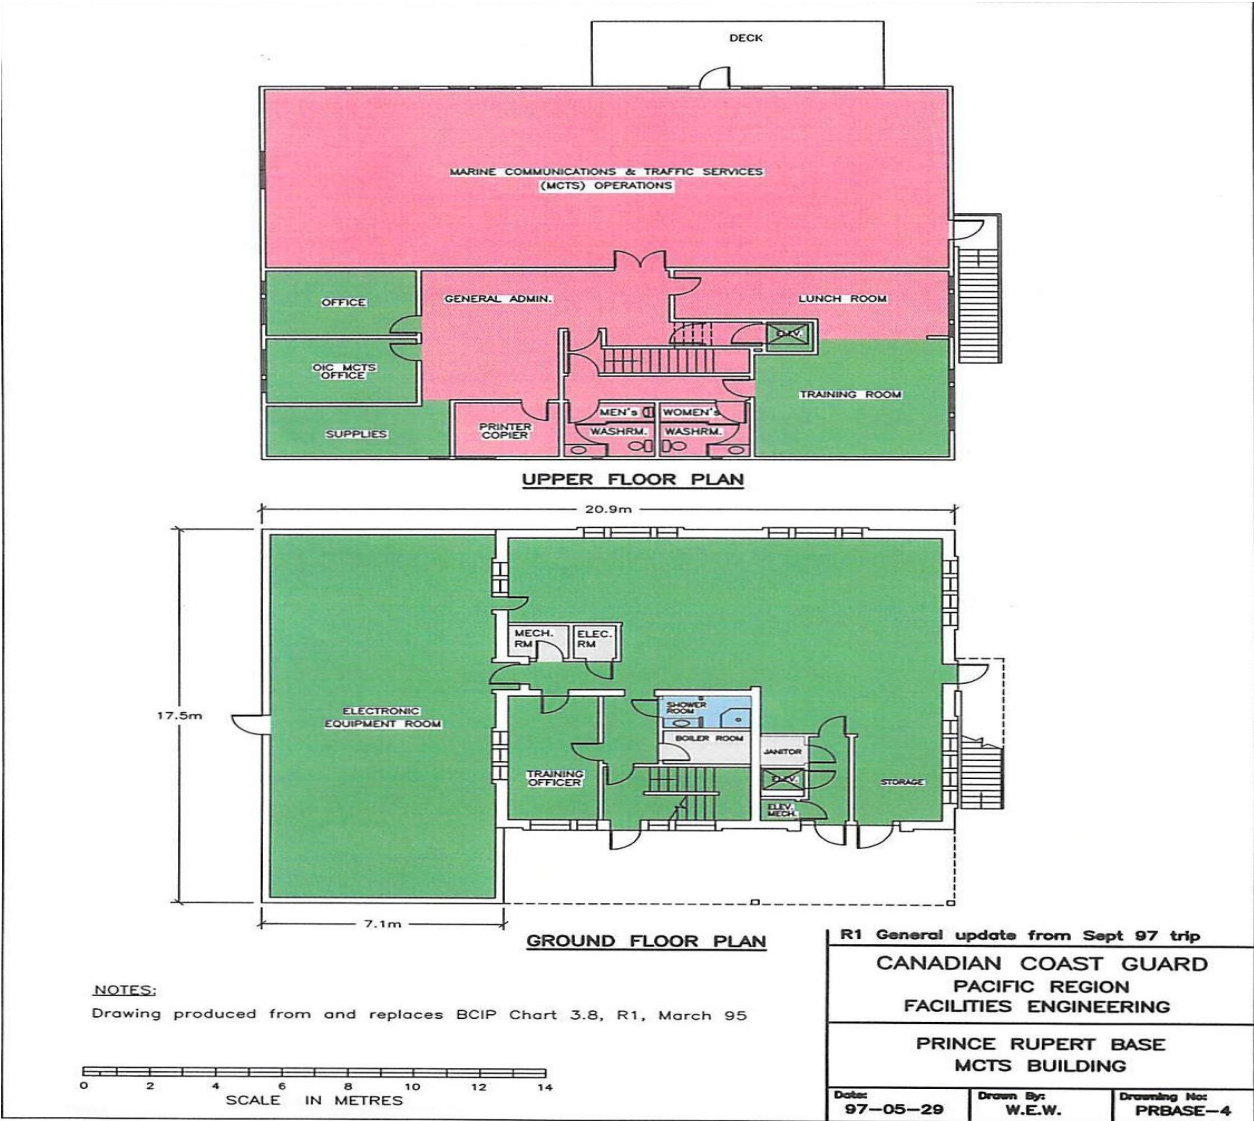 DECK
MARINE COMMUNICATIONS & TRAFFIC SERVICES
(MCTS) OPERATIONS
OFFICE
GENERAL ADMIN.
LUNCH ROOM
ELEV.
OIC MCTS
OFFICE
TRAINING ROOM
SUPPLIES
PRINTER
COPIER
MEN's
WASHRM.
WOMEN's
WASHRM.
UPPER FLOOR PLAN
20.9m
MECH.
RM
ELEC.
RM
17.5m
ELECTRONIC
EQUIPMENT ROOM
SHOWER
ROOM
BOILER ROOM
JANITOR
TRAINING
OFFICER
ELEV.
STORAGE
ELEV.
MECH.
7.1m
GROUND FLOOR PLAN
NOTES:
Drawing produced from and replaces BCIP Chart 3.8, R1, March 95
0 2 4 6 8 10 12 14
SCALE IN METRES
R1 General update from Sept 97 trip
CANADIAN COAST GUARD
PACIFIC REGION
FACILITIES ENGINEERING
PRINCE RUPERT BASE
MCTS BUILDING
Date:
97-05-29
Drawn By:
W.E.W.
Drawning No:
PRBASE-4